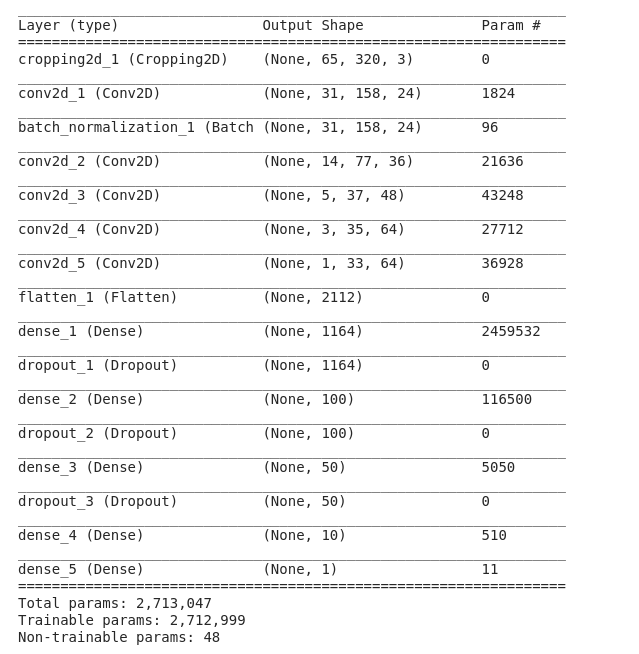 Layer (type) Output Shape Param #
=================================================================
cropping2d_1 (Cropping2D) (None, 65, 320, 3) 0
conv2d_1 (Conv2D) (None, 31, 158, 24) 1824
batch_normalization_1 (Batch (None, 31, 158, 24) 96
conv2d_2 (Conv2D) (None, 14, 77, 36) 21636
conv2d_3 (Conv2D) (None, 5, 37, 48) 43248
conv2d_4 (Conv2D) (None, 3, 35, 64) 27712
conv2d_5 (Conv2D) (None, 1, 33, 64) 36928
flatten_1 (Flatten) (None, 2112) 0
dense_1 (Dense) (None, 1164) 2459532
dropout_1 (Dropout) (None, 1164) 0
dense_2 (Dense) (None, 100) 116500
dropout_2 (Dropout) (None, 100) 0
dense_3 (Dense) (None, 50) 5050
dropout_3 (Dropout) (None, 50) 0
dense_4 (Dense) (None, 10) 510
dense_5 (Dense) (None, 1) 11
=================================================================
Total params: 2,713,047
Trainable params: 2,712,999
Non-trainable params: 48